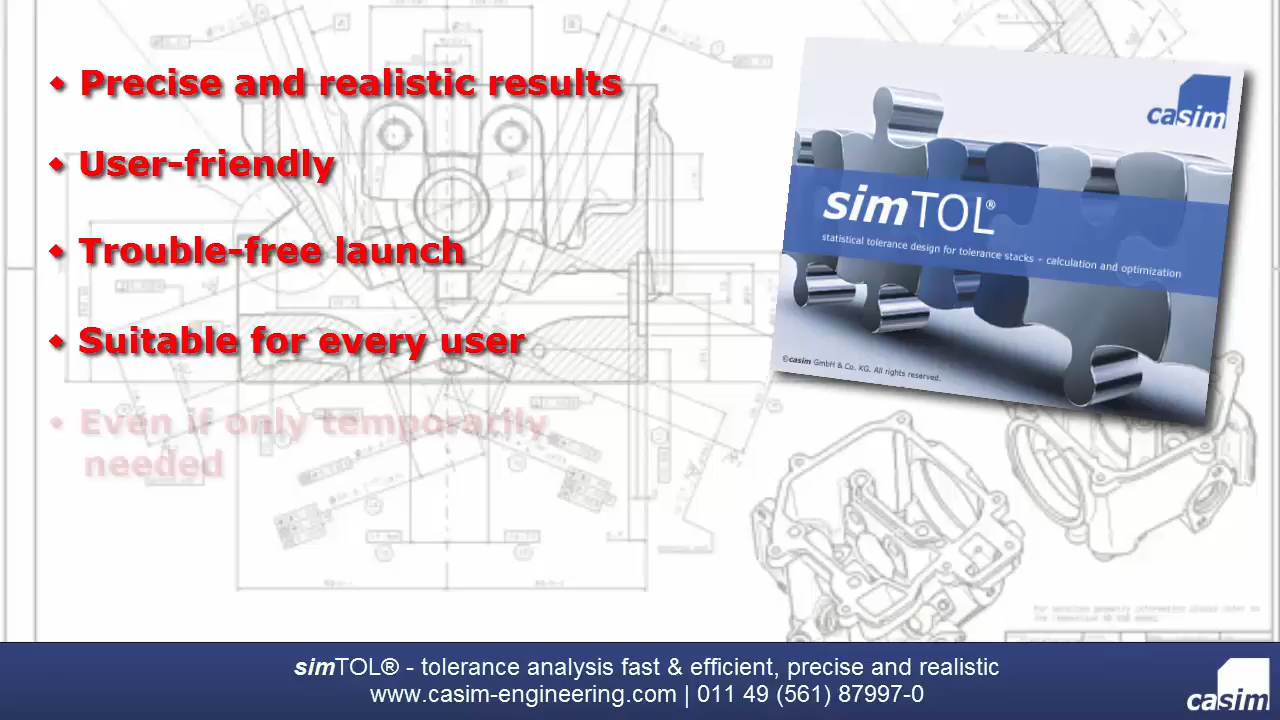 ◆ Precise and realistic results
◆ User-friendly
◆ Trouble-free launch
◆ Suitable for every user
◆ Even if only temporarily
needed
casim
simTOL®
statistical tolerance design for tolerance stacks – calculation and optimization
©casim GmbH & Co. KG. All rights reserved.
simTOL® - tolerance analysis fast & efficient, precise and realistic
www.casim-engineering.com | 011 49 (561) 87997-0
casim